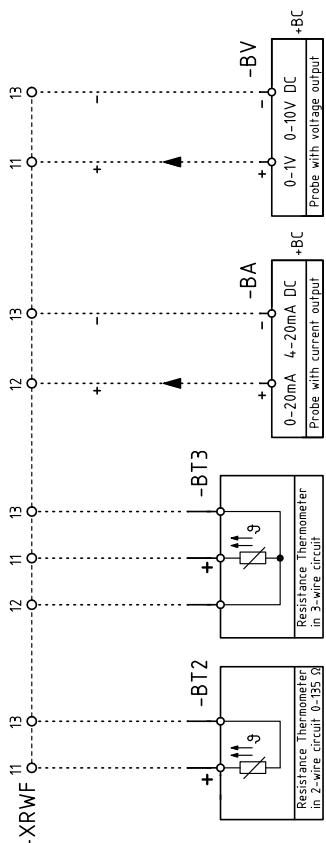 -XRWF
11
13
12
11
13
12
13
11
13
+
-
+
-
-BT2
-BT3
-BA
-BV
+
+
+
-
+
-
ϑ
ϑ
0-20mA 4-20mA DC
+BC
0-1V 0-10V DC
+BC
Resistance Thermometer
in 2-wire circuit 0-135 Ω
Resistance Thermometer
in 3-wire circuit
Probe with current output
Probe with voltage output